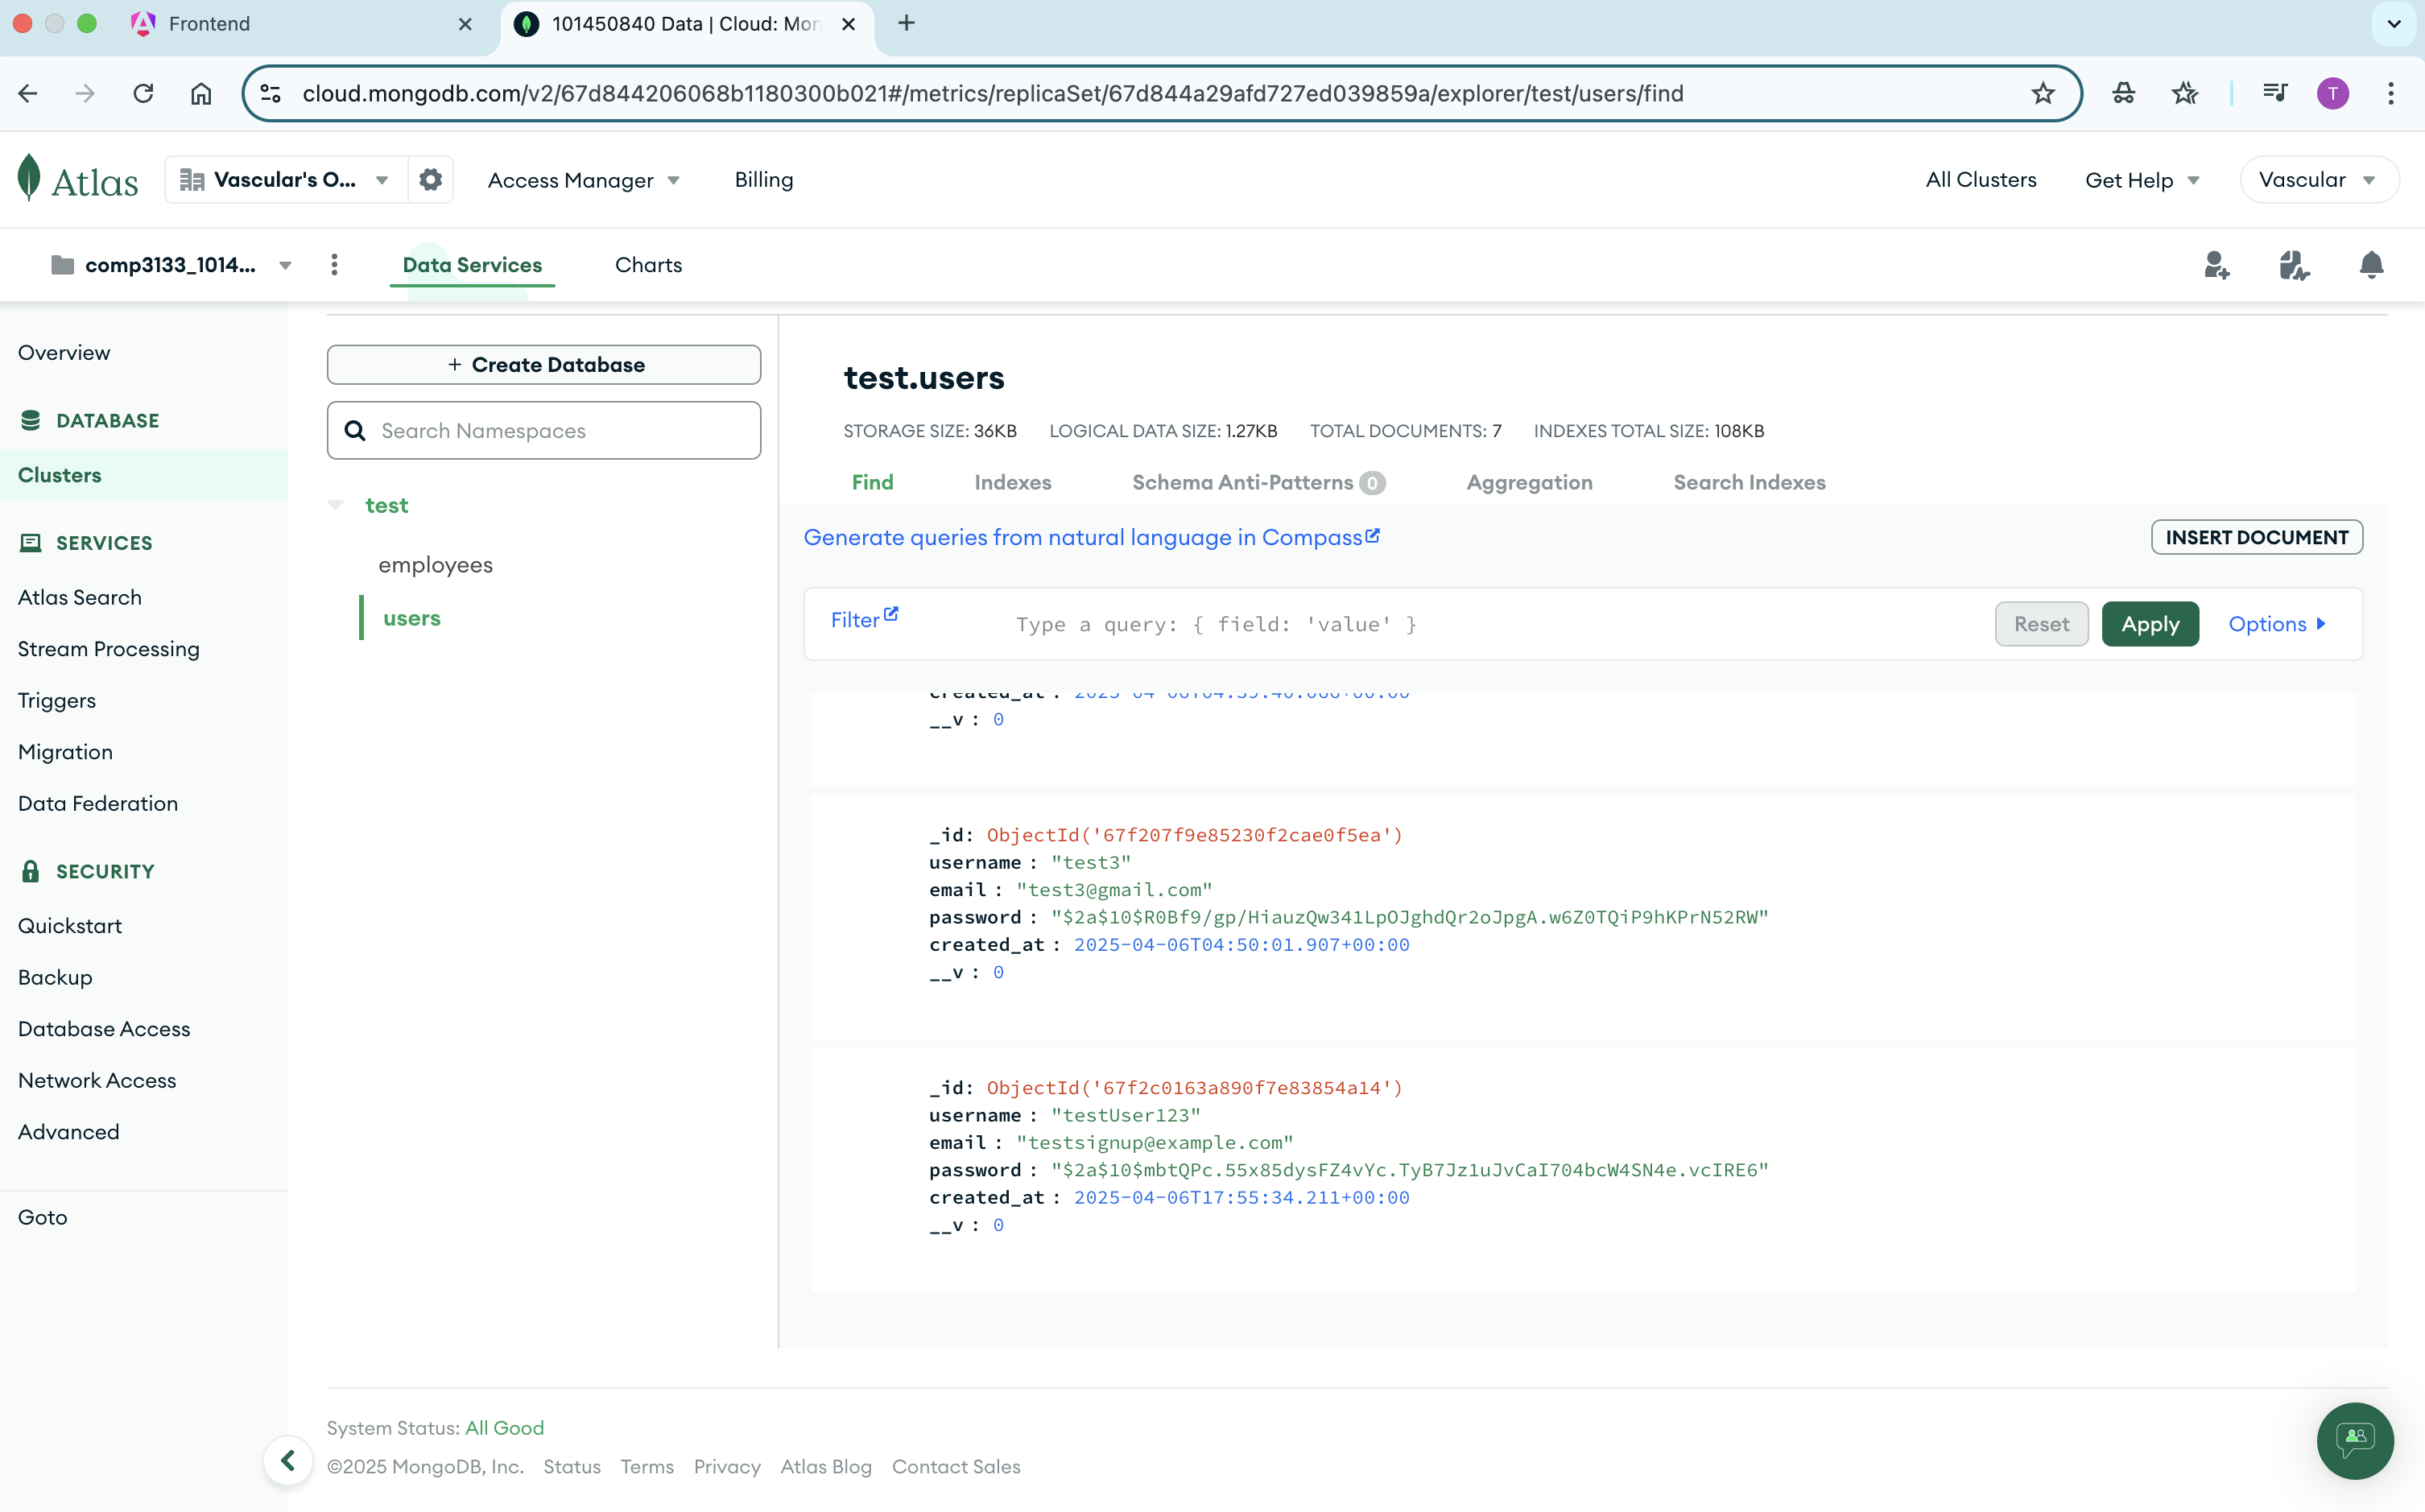 Frontend
101450840 Data | Cloud: Mon
cloud.mongodb.com/v2/67d844206068b1180300b021#/metrics/replicaSet/67d844a29afd727ed039859a/explorer/test/users/find
T
Atlas
Vascular's O...
Access Manager
Billing
All Clusters
Get Help
Vascular
comp3133_1014...
Data Services
Charts
Overview
DATABASE
Clusters
SERVICES
Atlas Search
Stream Processing
Triggers
Migration
Data Federation
SECURITY
Quickstart
Backup
Database Access
Network Access
Advanced
Goto
+ Create Database
Search Namespaces
test
employees
users
test.users
STORAGE SIZE: 36KB LOGICAL DATA SIZE: 1.27KB TOTAL DOCUMENTS: 7 INDEXES TOTAL SIZE: 108KB
Find Indexes Schema Anti-Patterns 0 Aggregation Search Indexes
Generate queries from natural language in Compass
INSERT DOCUMENT
Filter
Type a query: { field: 'value' }
Reset
Apply
Options
created_at :
__v : 0
_id: ObjectId('67f207f9e85230f2cae0f5ea')
username : "test3"
email : "test3@gmail.com"
password : "$2a$10$R0Bf9/gp/HiauzQw341LpOJghdQr2oJpgA.w6Z0TQiP9hKPrN52RW"
created_at : 2025-04-06T04:50:01.907+00:00
__v : 0
_id: ObjectId('67f2c0163a890f7e83854a14')
username : "testUser123"
email : "testsignup@example.com"
password : "$2a$10$mbtQPc.55x85dysFZ4vYc.TyB7Jz1uJvCaI704bcW4SN4e.vcIRE6"
created_at : 2025-04-06T17:55:34.211+00:00
__v : 0
System Status: All Good
©2025 MongoDB, Inc. Status Terms Privacy Atlas Blog Contact Sales